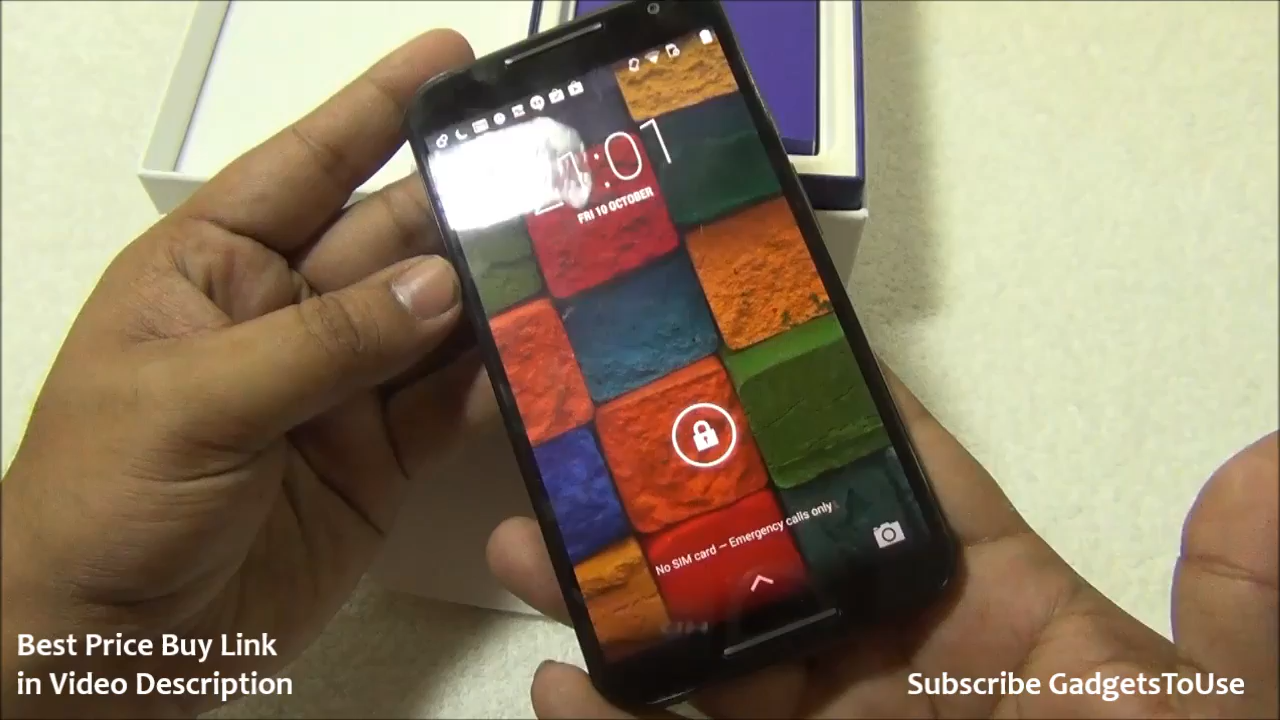 FRI 10 OCTOBER
No SIM card – Emergency calls only
Best Price Buy Link
in Video Description
Subscribe GadgetsToUse